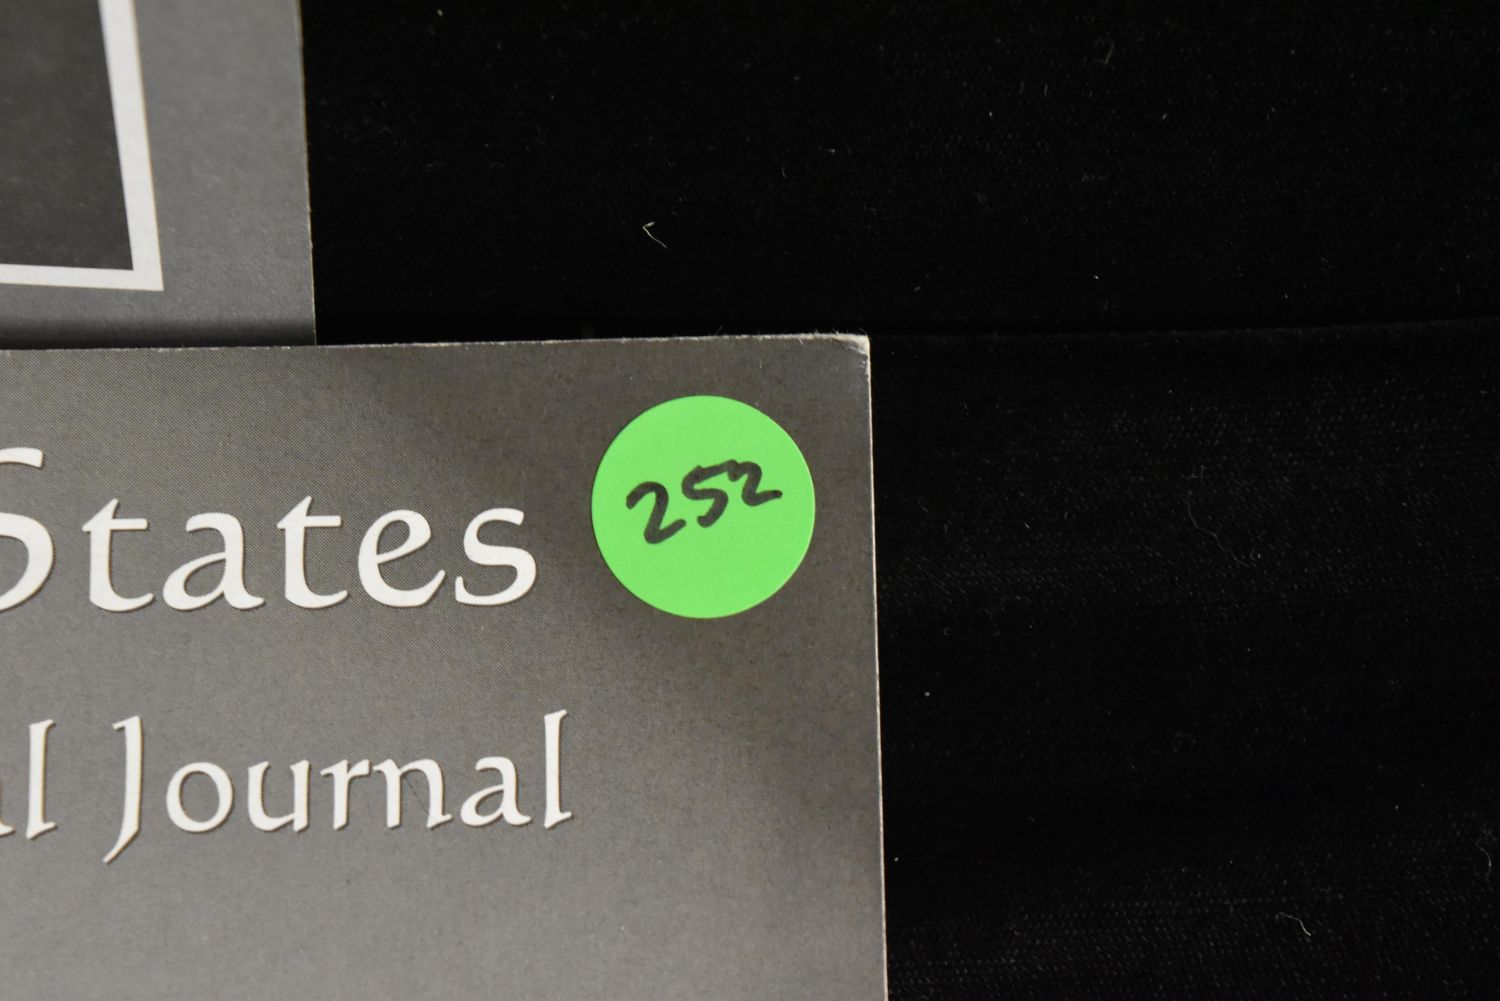 States
252
al Journal